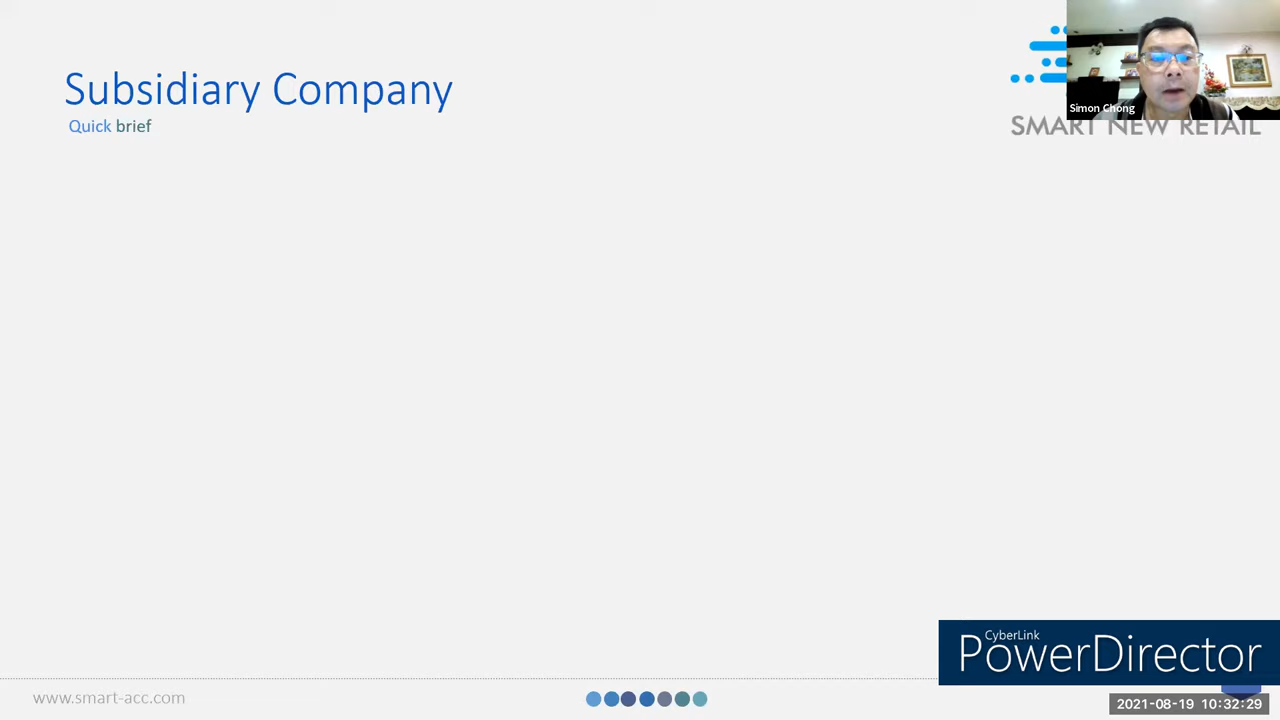 Subsidiary Company
Quick brief
Simon Chong
SMART NEW RETAIL
CyberLink
PowerDirector
www.smart-acc.com
2021-08-19 10:32:29